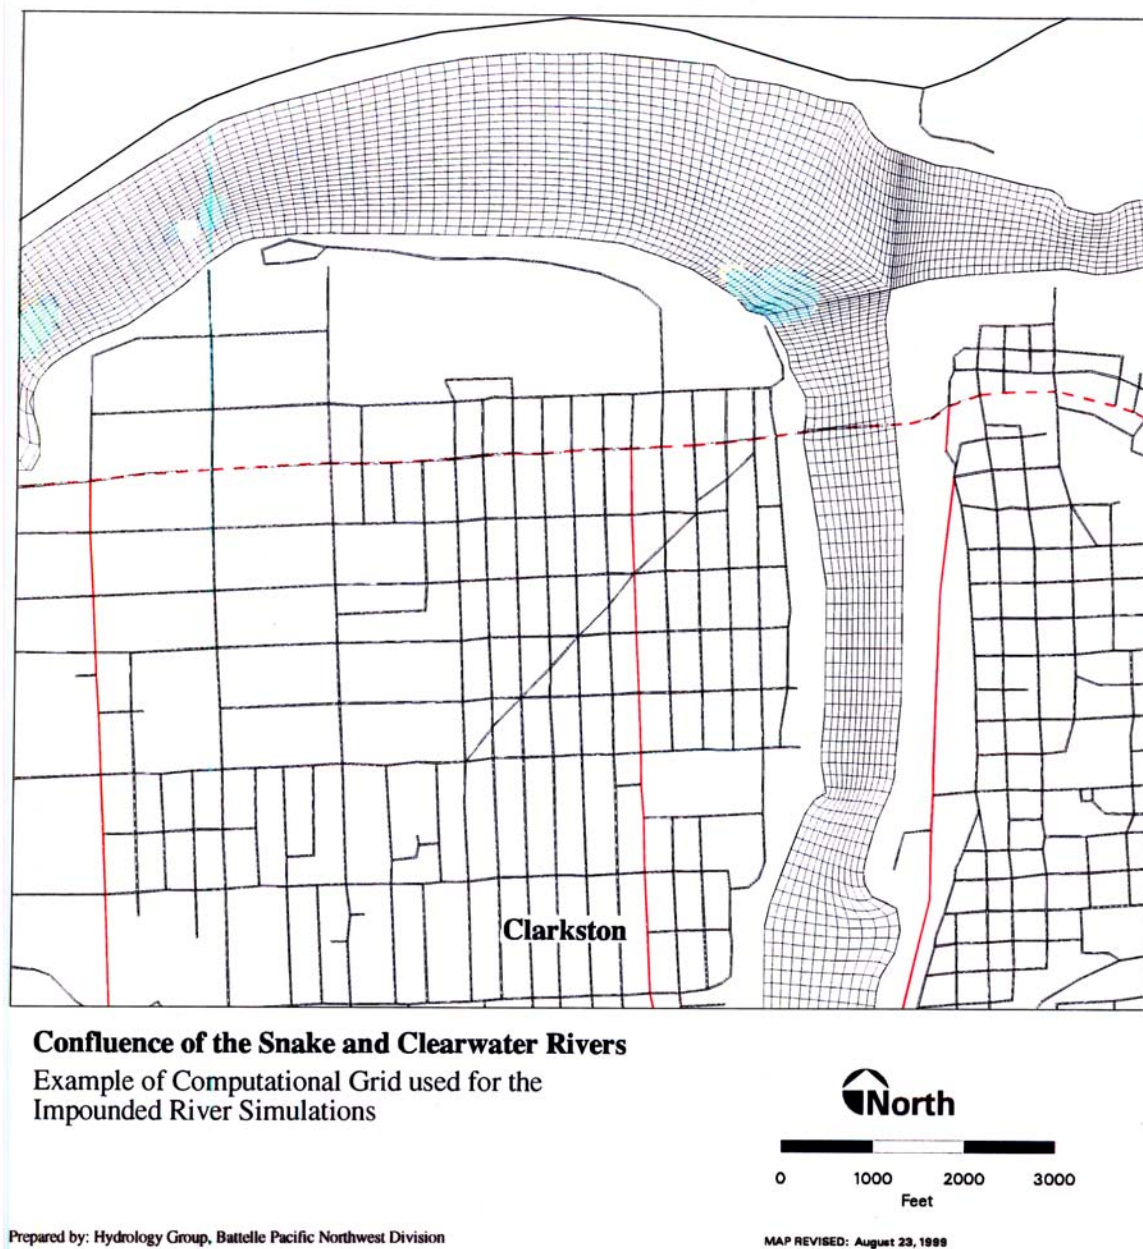 Clarkston
Confluence of the Snake and Clearwater Rivers
Example of Computational Grid used for the
Impounded River Simulations
North
0 1000 2000 3000
Feet
Prepared by: Hydrology Group, Battelle Pacific Northwest Division
MAP REVISED: August 23, 1999